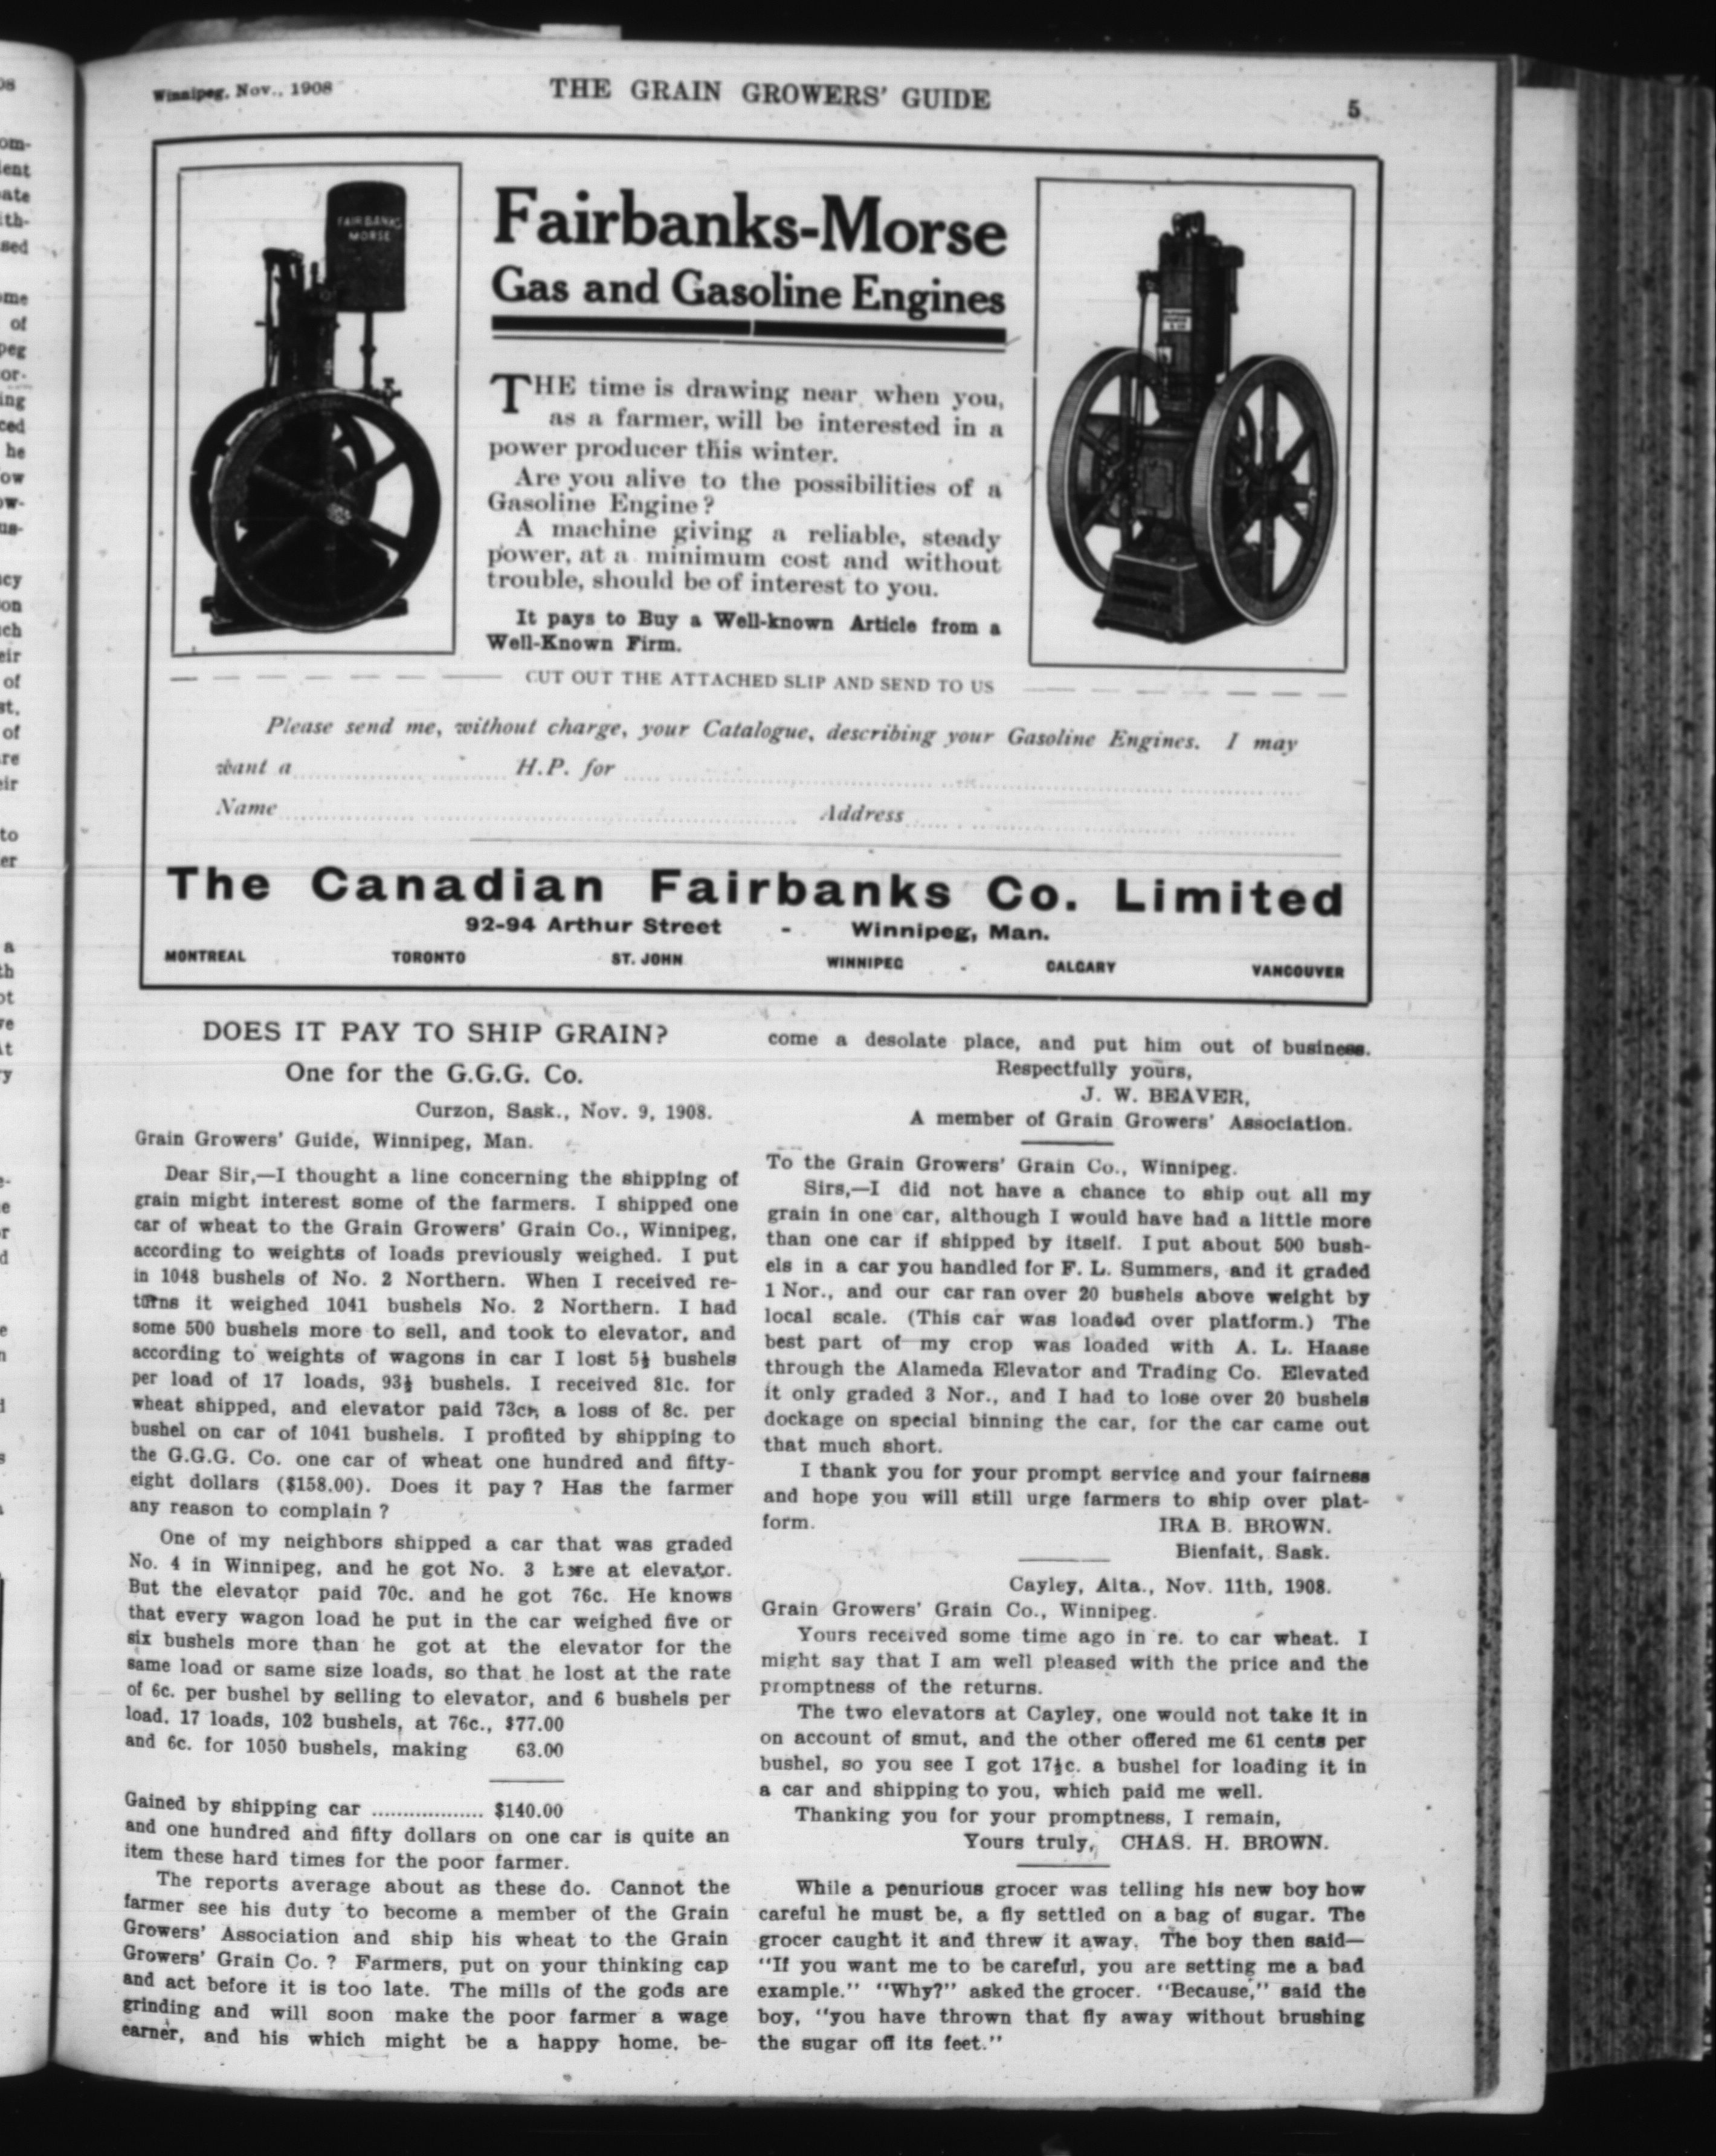 Winnipeg, Nov., 1908
THE GRAIN GROWERS' GUIDE
5
FAIRBANKS
MORSE
Fairbanks-Morse
Gas and Gasoline Engines
THE time is drawing near when you,
as a farmer, will be interested in a
power producer this winter.
Are you alive to the possibilities of a
Gasoline Engine?
A machine giving a reliable, steady
power, at a minimum cost and without
trouble, should be of interest to you.
It pays to Buy a Well-known Article from a
Well-Known Firm.
CUT OUT THE ATTACHED SLIP AND SEND TO US
Please send me, without charge, your Catalogue, describing your Gasoline Engines. I may
want a .................... H.P. for ....................
Name .................... Address ....................
The Canadian Fairbanks Co. Limited
92-94 Arthur Street - Winnipeg, Man.
MONTREAL TORONTO ST. JOHN WINNIPEG CALGARY VANCOUVER
DOES IT PAY TO SHIP GRAIN?
One for the G.G.G. Co.
Curzon, Sask., Nov. 9, 1908.
Grain Growers' Guide, Winnipeg, Man.
Dear Sir,—I thought a line concerning the shipping of
grain might interest some of the farmers. I shipped one
car of wheat to the Grain Growers' Grain Co., Winnipeg,
according to weights of loads previously weighed. I put
in 1048 bushels of No. 2 Northern. When I received re-
turns it weighed 1041 bushels No. 2 Northern. I had
some 500 bushels more to sell, and took to elevator, and
according to weights of wagons in car I lost 5½ bushels
per load of 17 loads, 93½ bushels. I received 81c. for
wheat shipped, and elevator paid 73c., a loss of 8c. per
bushel on car of 1041 bushels. I profited by shipping to
the G.G.G. Co. one car of wheat one hundred and fifty-
eight dollars ($158.00). Does it pay? Has the farmer
any reason to complain?
One of my neighbors shipped a car that was graded
No. 4 in Winnipeg, and he got No. 3 here at elevator.
But the elevator paid 70c. and he got 76c. He knows
that every wagon load he put in the car weighed five or
six bushels more than he got at the elevator for the
same load or same size loads, so that he lost at the rate
of 6c. per bushel by selling to elevator, and 6 bushels per
load. 17 loads, 102 bushels, at 76c., $77.00
and 6c. for 1050 bushels, making 63.00
Gained by shipping car .................. $140.00
and one hundred and fifty dollars on one car is quite an
item these hard times for the poor farmer.
The reports average about as these do. Cannot the
farmer see his duty to become a member of the Grain
Growers' Association and ship his wheat to the Grain
Growers' Grain Co.? Farmers, put on your thinking cap
and act before it is too late. The mills of the gods are
grinding and will soon make the poor farmer a wage
earner, and his which might be a happy home, be-
come a desolate place, and put him out of business.
Respectfully yours,
J. W. BEAVER,
A member of Grain Growers' Association.
To the Grain Growers' Grain Co., Winnipeg.
Sirs,—I did not have a chance to ship out all my
grain in one car, although I would have had a little more
than one car if shipped by itself. I put about 500 bush-
els in a car you handled for F. L. Summers, and it graded
1 Nor., and our car ran over 20 bushels above weight by
local scale. (This car was loaded over platform.) The
best part of my crop was loaded with A. L. Haase
through the Alameda Elevator and Trading Co. Elevated
it only graded 3 Nor., and I had to lose over 20 bushels
dockage on special binning the car, for the car came out
that much short.
I thank you for your prompt service and your fairness
and hope you will still urge farmers to ship over plat-
form. IRA B. BROWN.
Bienfait, Sask.
Cayley, Alta., Nov. 11th, 1908.
Grain Growers' Grain Co., Winnipeg.
Yours received some time ago in re. to car wheat. I
might say that I am well pleased with the price and the
promptness of the returns.
The two elevators at Cayley, one would not take it in
on account of smut, and the other offered me 61 cents per
bushel, so you see I got 17½c. a bushel for loading it in
a car and shipping to you, which paid me well.
Thanking you for your promptness, I remain,
Yours truly, CHAS. H. BROWN.
While a penurious grocer was telling his new boy how
careful he must be, a fly settled on a bag of sugar. The
grocer caught it and threw it away. The boy then said—
"If you want me to be careful, you are setting me a bad
example." "Why?" asked the grocer. "Because," said the
boy, "you have thrown that fly away without brushing
the sugar off its feet."